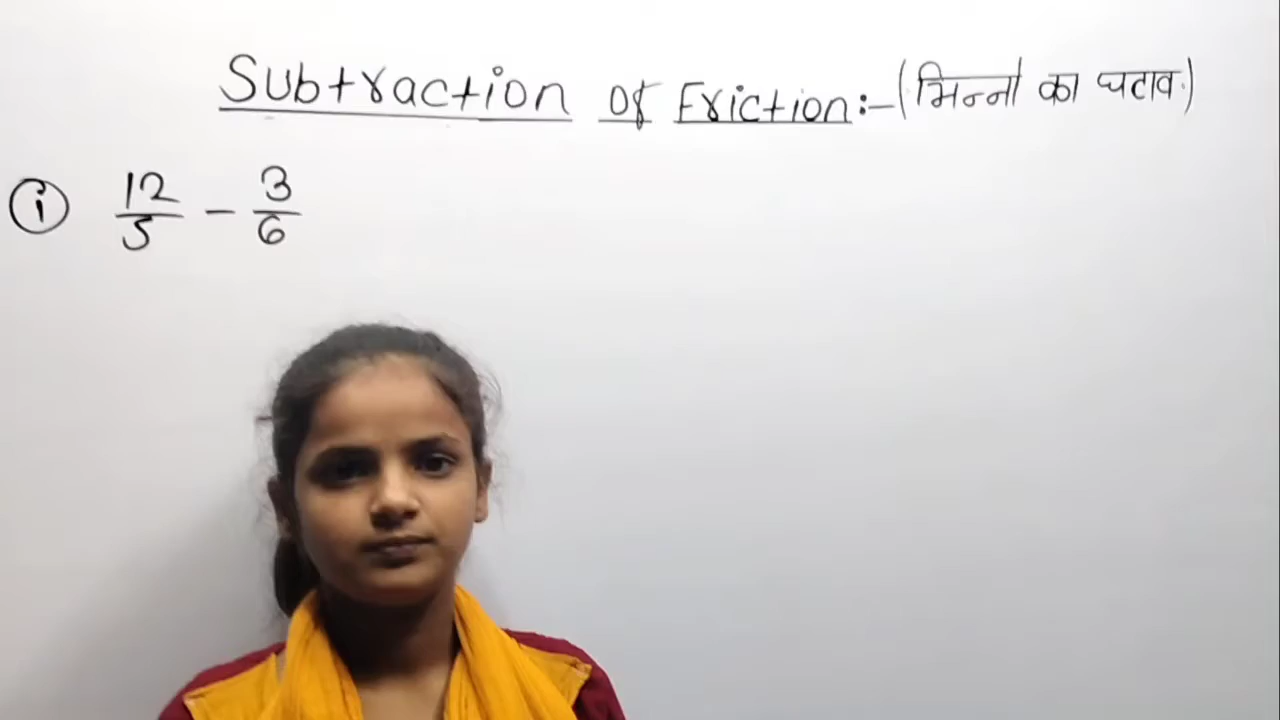 Subtraction Of Friction:-(भिन्नों का घटाव)
(i) 12/5 - 3/6